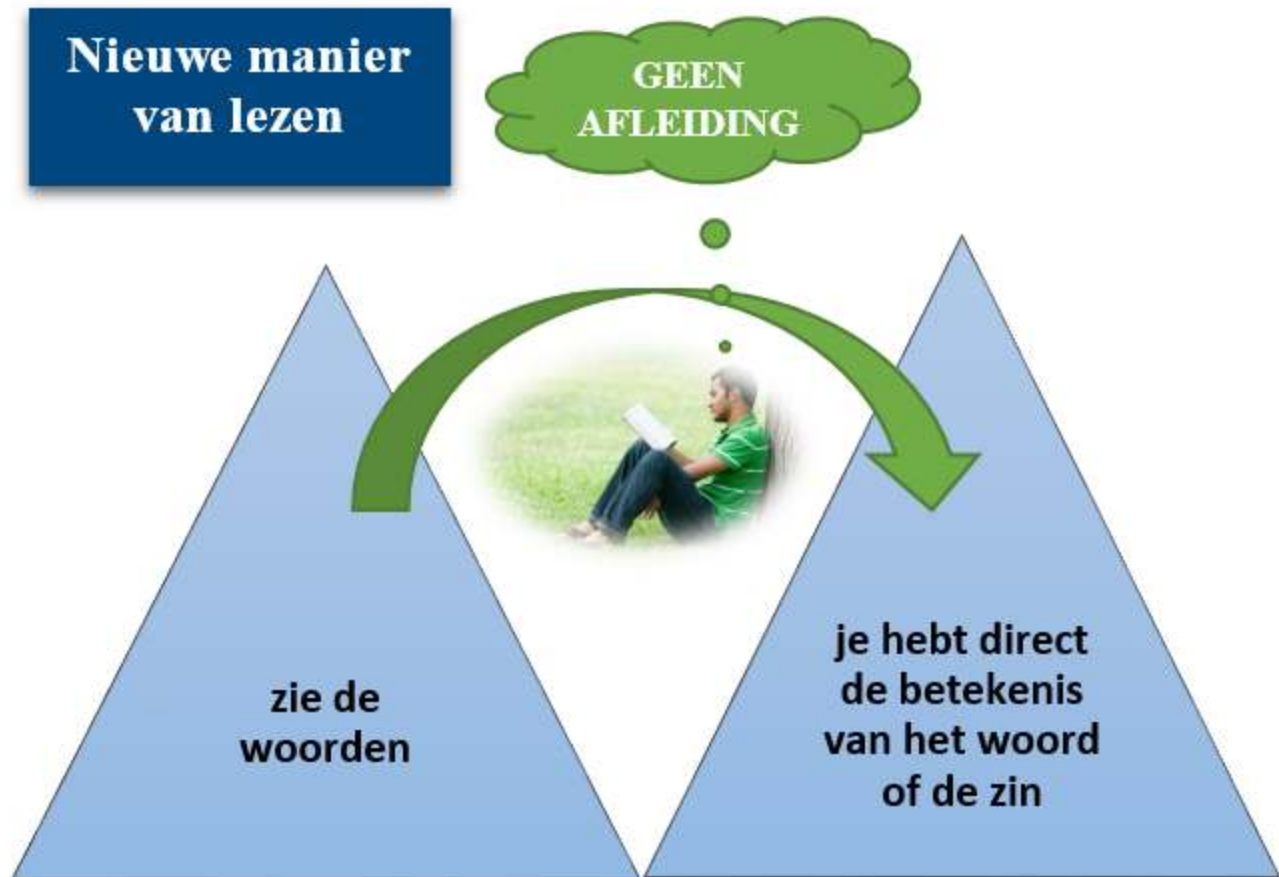 Nieuwe manier
van lezen
GEEN
AFLEIDING
zie de
woorden
je hebt direct
de betekenis
van het woord
of de zin